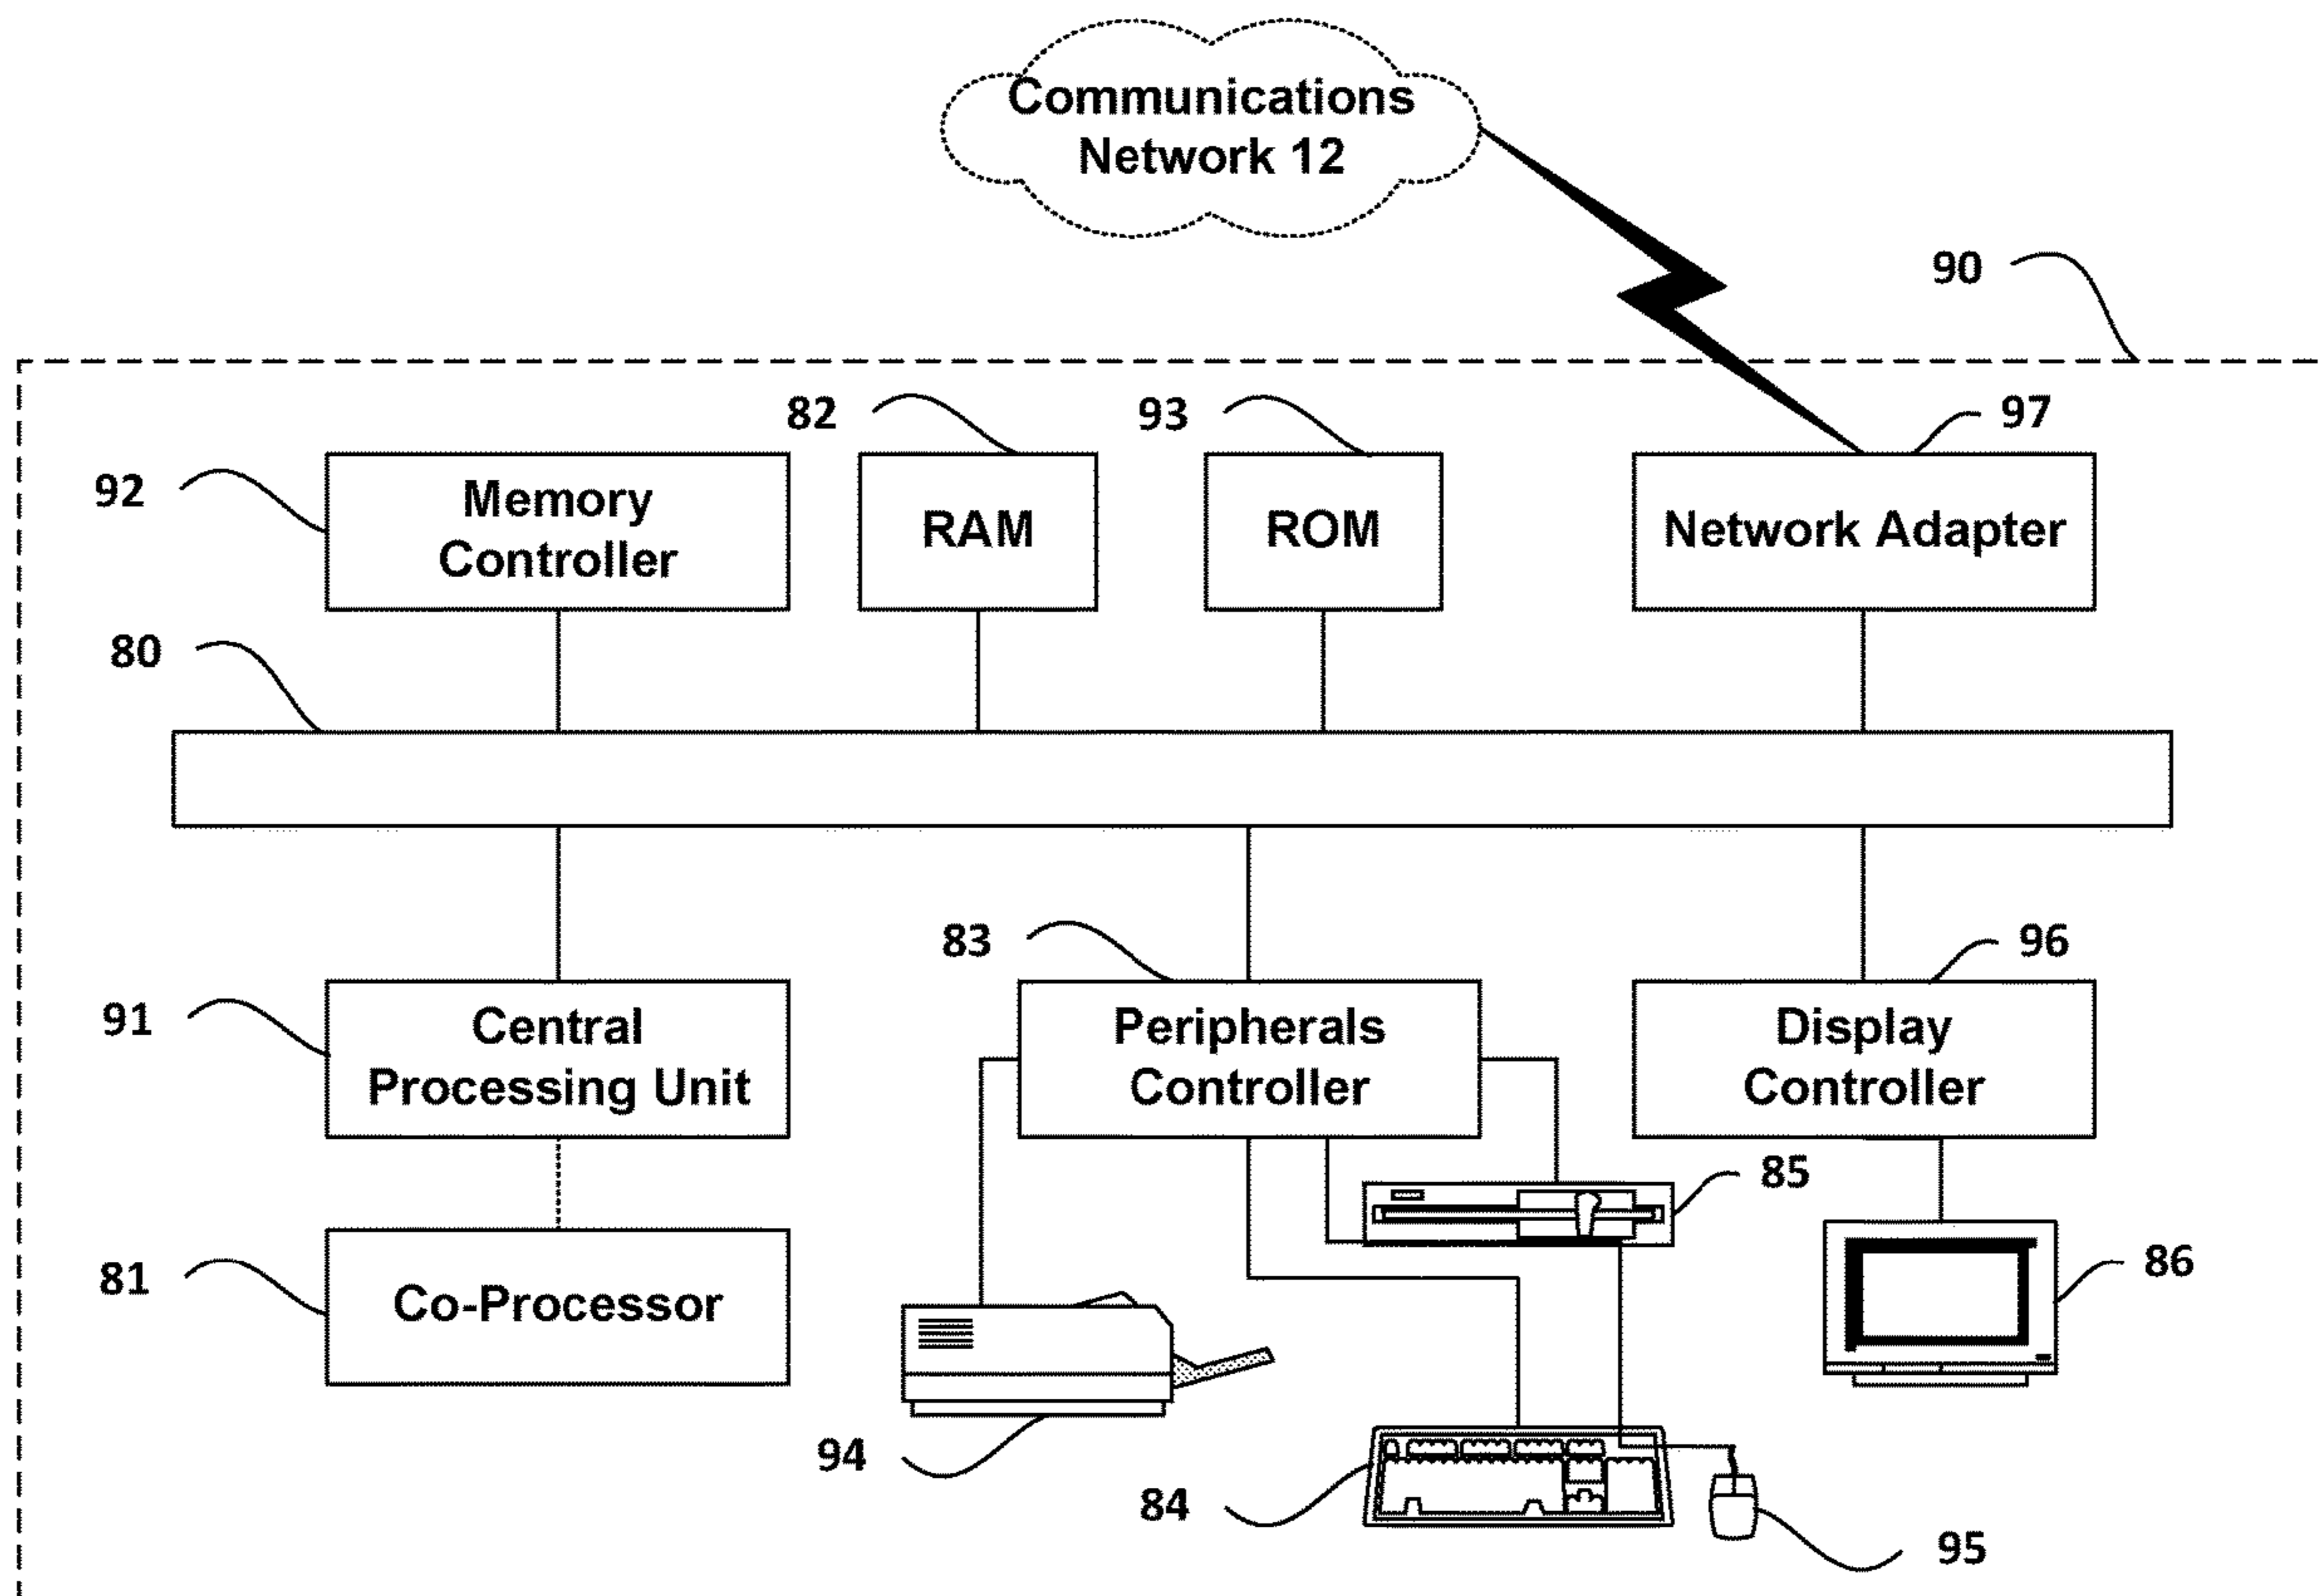 Communications
Network 12
90
82
93
97
92
Memory
Controller
RAM
ROM
Network Adapter
80
83
96
91
Central
Processing Unit
Peripherals
Controller
Display
Controller
85
81
Co-Processor
86
94
84
95